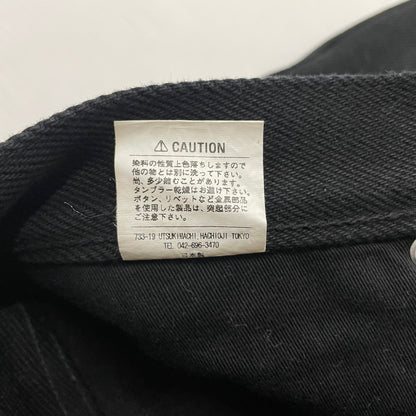 ⚠ CAUTION
染料の性質上色落ちしますので
他の物とは別に洗って下さい。
尚、多少縮むことがあります。
タンブラー乾燥はお避け下さい。
ボタン、リベットなど金属部品
を使用した製品は、突起部分に
ご注意下さい。
733-19 UTSUKIMACHI,HACHIOJI TOKYO
TEL 042-696-3470
日本製